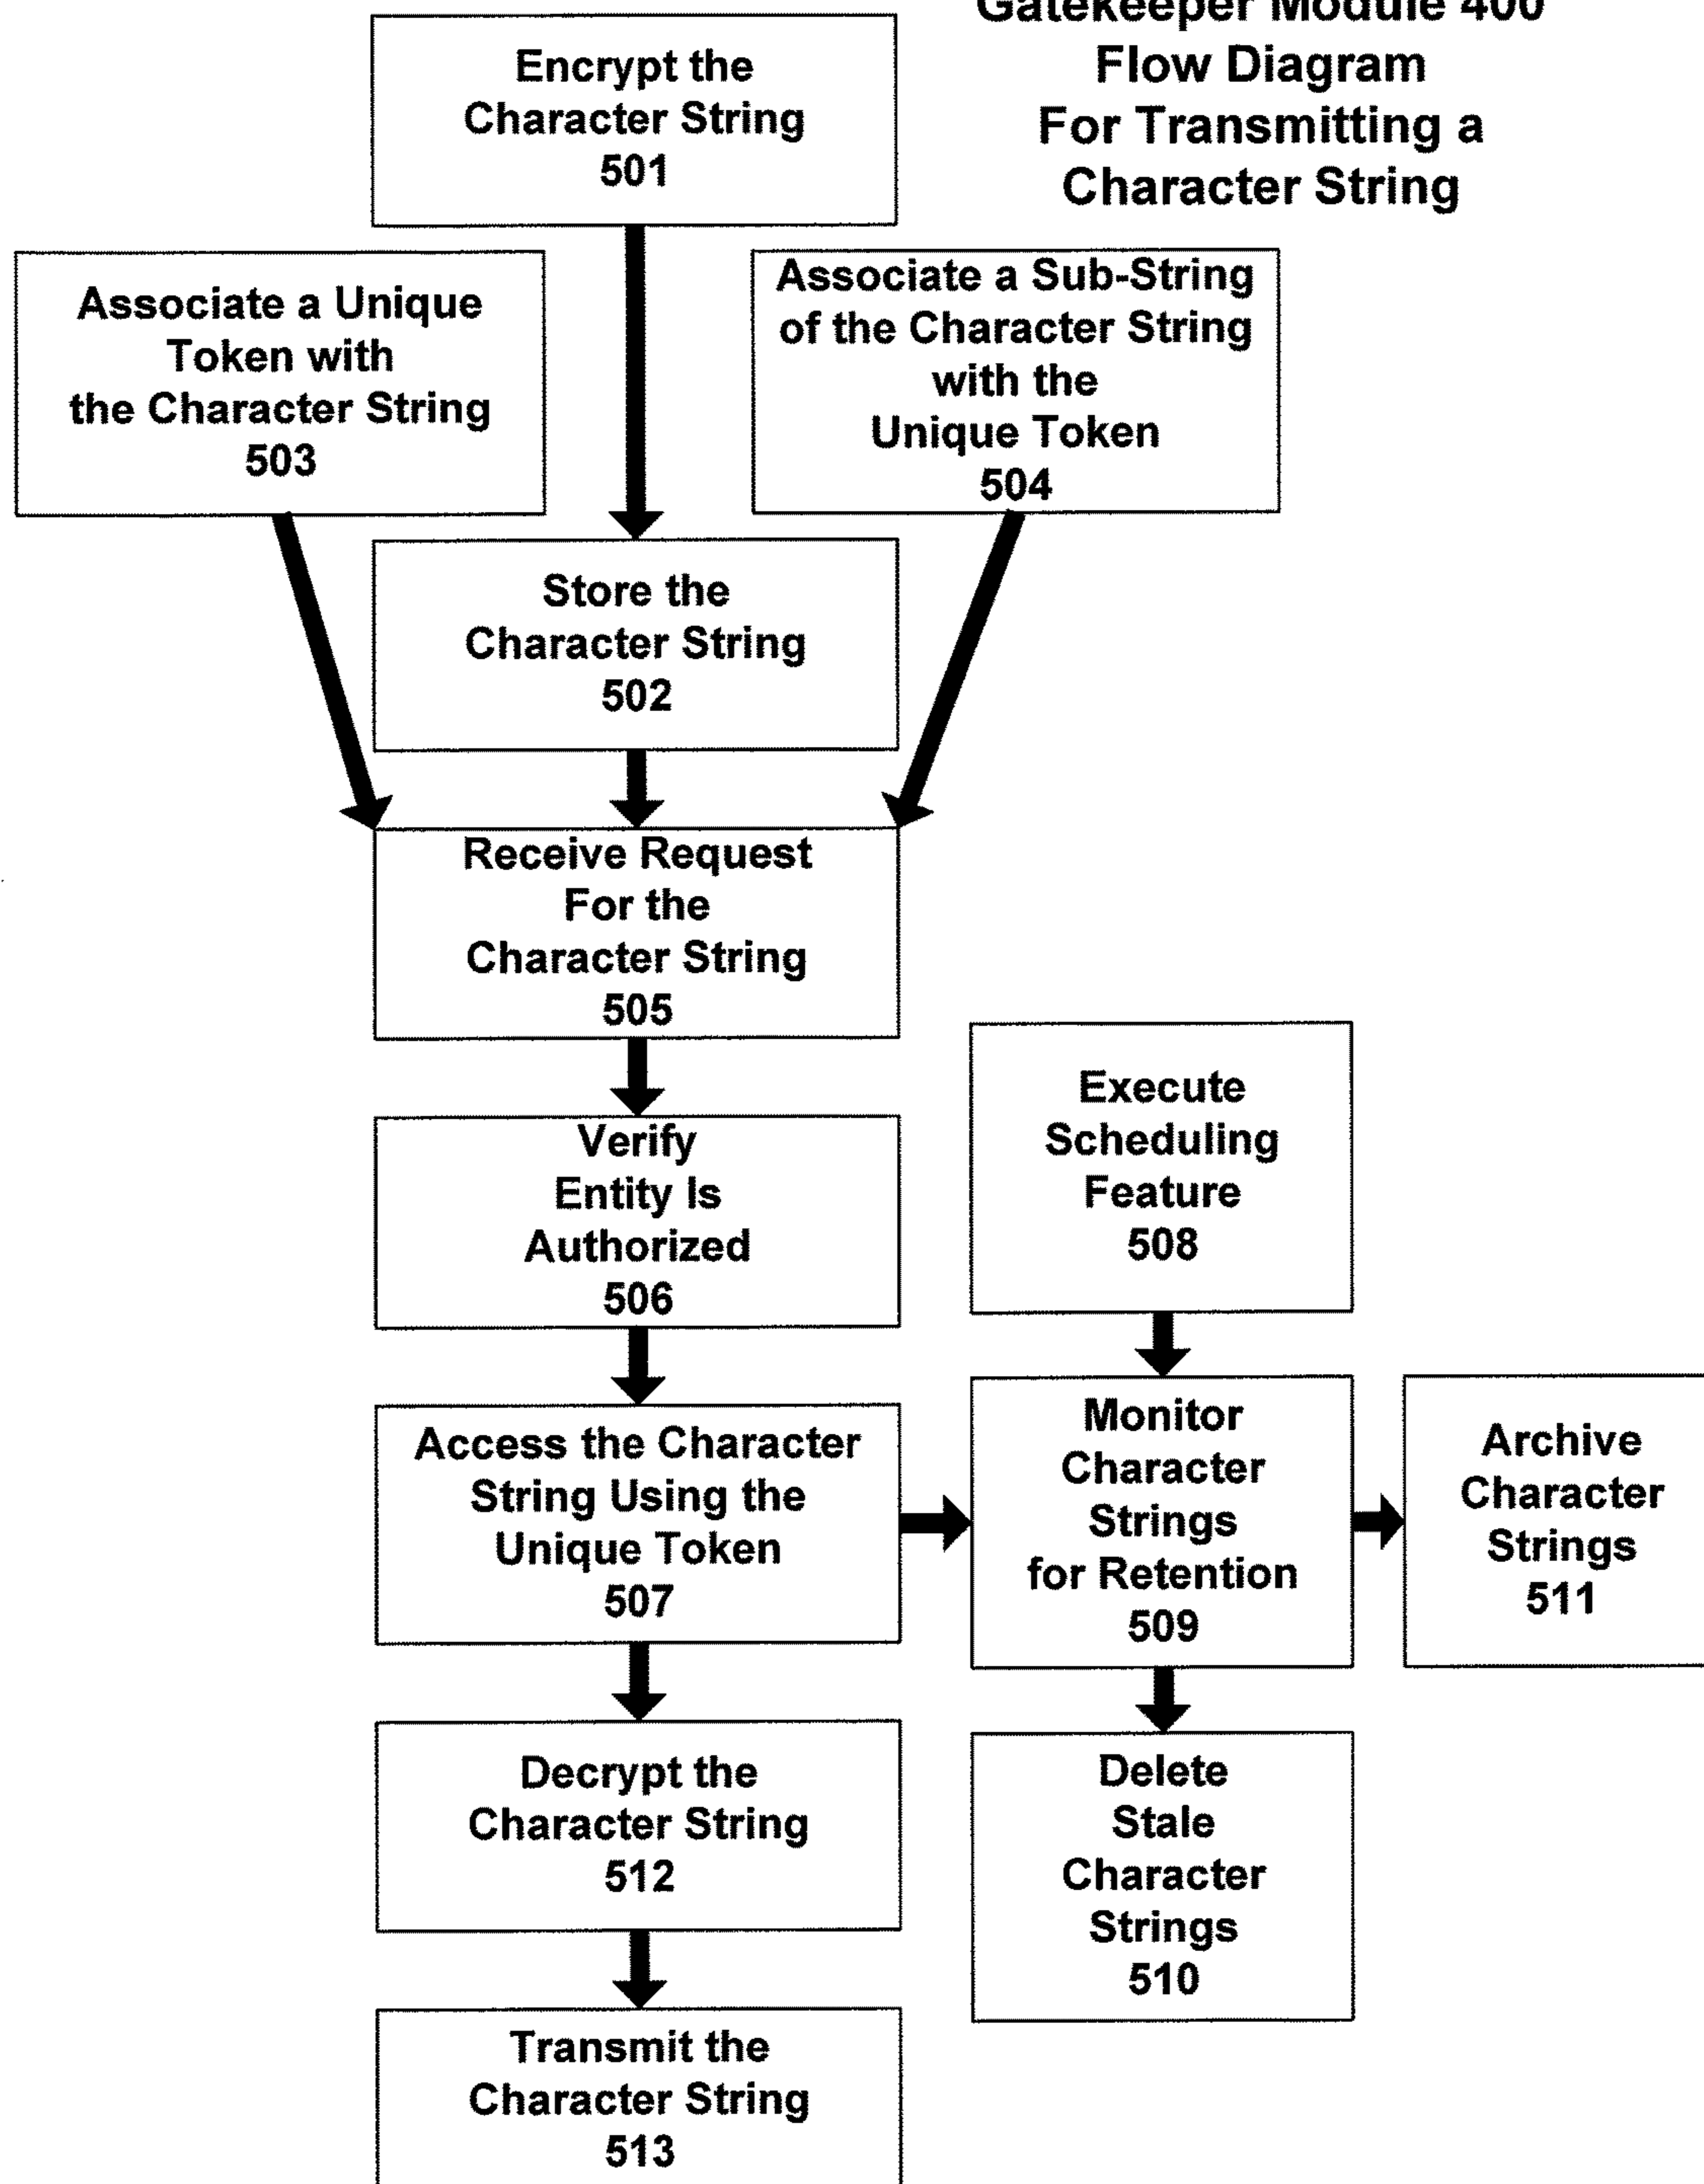 Gatekeeper Module 400
Flow Diagram
For Transmitting a
Character String
Encrypt the
Character String
501
Associate a Unique
Token with
the Character String
503
Associate a Sub-String
of the Character String
with the
Unique Token
504
Store the
Character String
502
Receive Request
For the
Character String
505
Verify
Entity Is
Authorized
506
Execute
Scheduling
Feature
508
Access the Character
String Using the
Unique Token
507
Monitor
Character
Strings
for Retention
509
Archive
Character
Strings
511
Decrypt the
Character String
512
Delete
Stale
Character
Strings
510
Transmit the
Character String
513